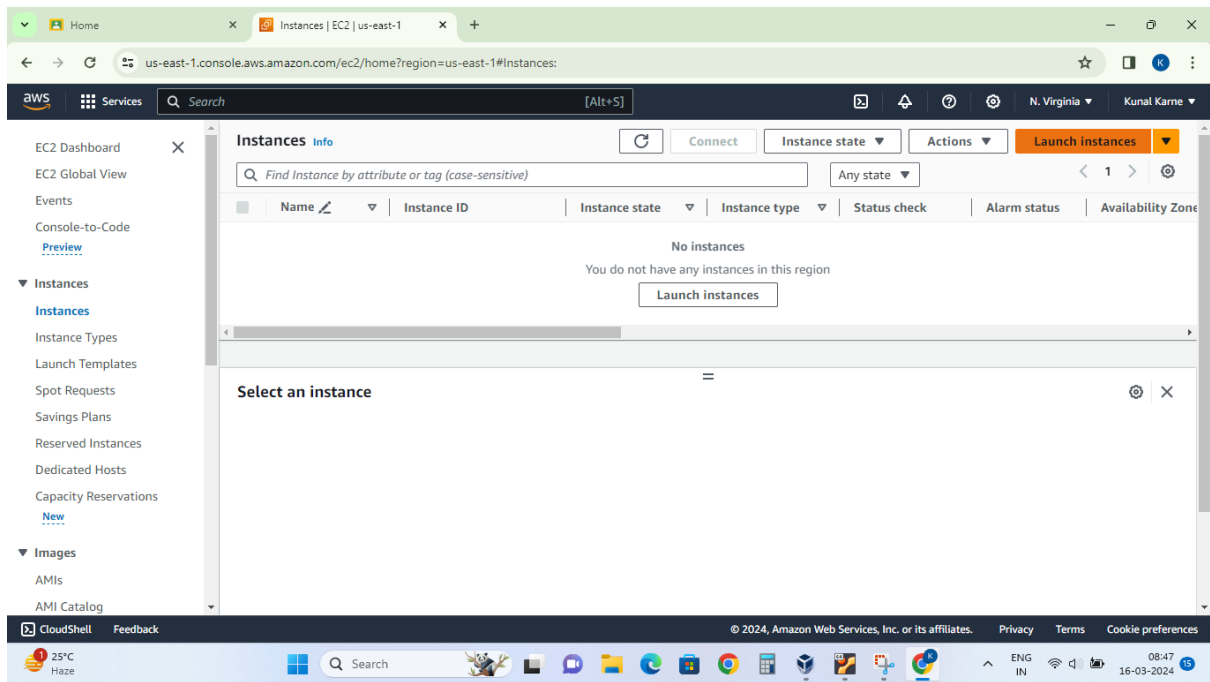 Home
Instances | EC2 | us-east-1
us-east-1.console.aws.amazon.com/ec2/home?region=us-east-1#Instances:
K
aws Services Search [Alt+S] N. Virginia Kunal Karne
EC2 Dashboard
EC2 Global View
Events
Console-to-Code
Preview
Instances
Instances
Instance Types
Launch Templates
Spot Requests
Savings Plans
Reserved Instances
Dedicated Hosts
Capacity Reservations
New
Images
AMIs
AMI Catalog
Instances Info Connect Instance state Actions Launch instances
Find Instance by attribute or tag (case-sensitive) Any state 1
Name Instance ID Instance state Instance type Status check Alarm status Availability Zone
No instances
You do not have any instances in this region
Launch instances
Select an instance
CloudShell Feedback © 2024, Amazon Web Services, Inc. or its affiliates. Privacy Terms Cookie preferences
1 25°C Search K ENG 08:47
Haze IN 16-03-2024 15